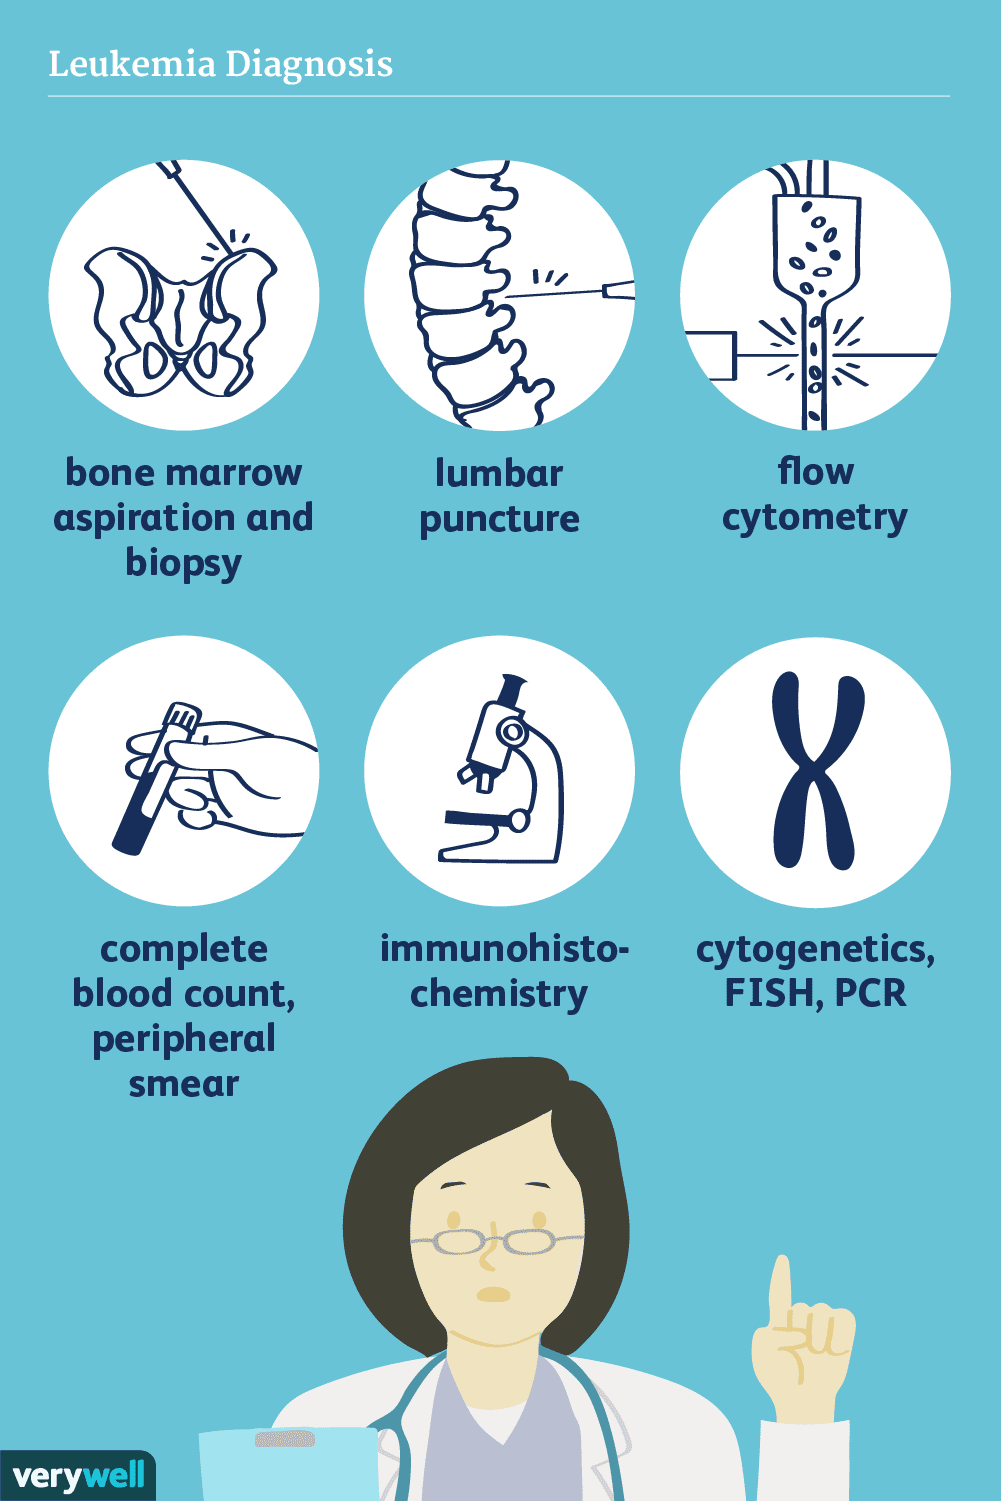 Leukemia Diagnosis
bone marrow
aspiration and
biopsy
lumbar
puncture
flow
cytometry
complete
blood count,
peripheral
smear
immunohisto-
chemistry
cytogenetics,
FISH, PCR
verywell